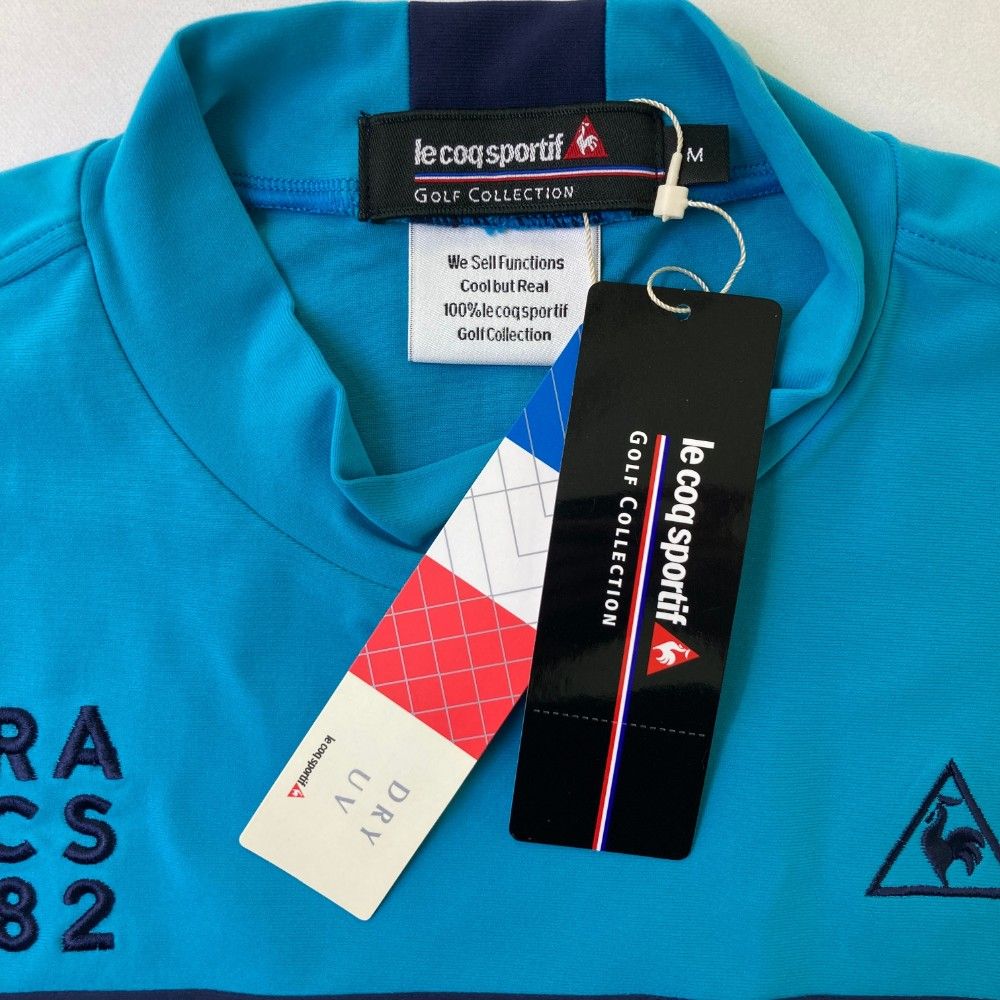 le coq sportif
GOLF COLLECTION
M
We Sell Functions
Cool but Real
100% le coq sportif
Golf Collection
le coq sportif
GOLF COLLECTION
le coq sportif
DRY
UV
RA
CS
82